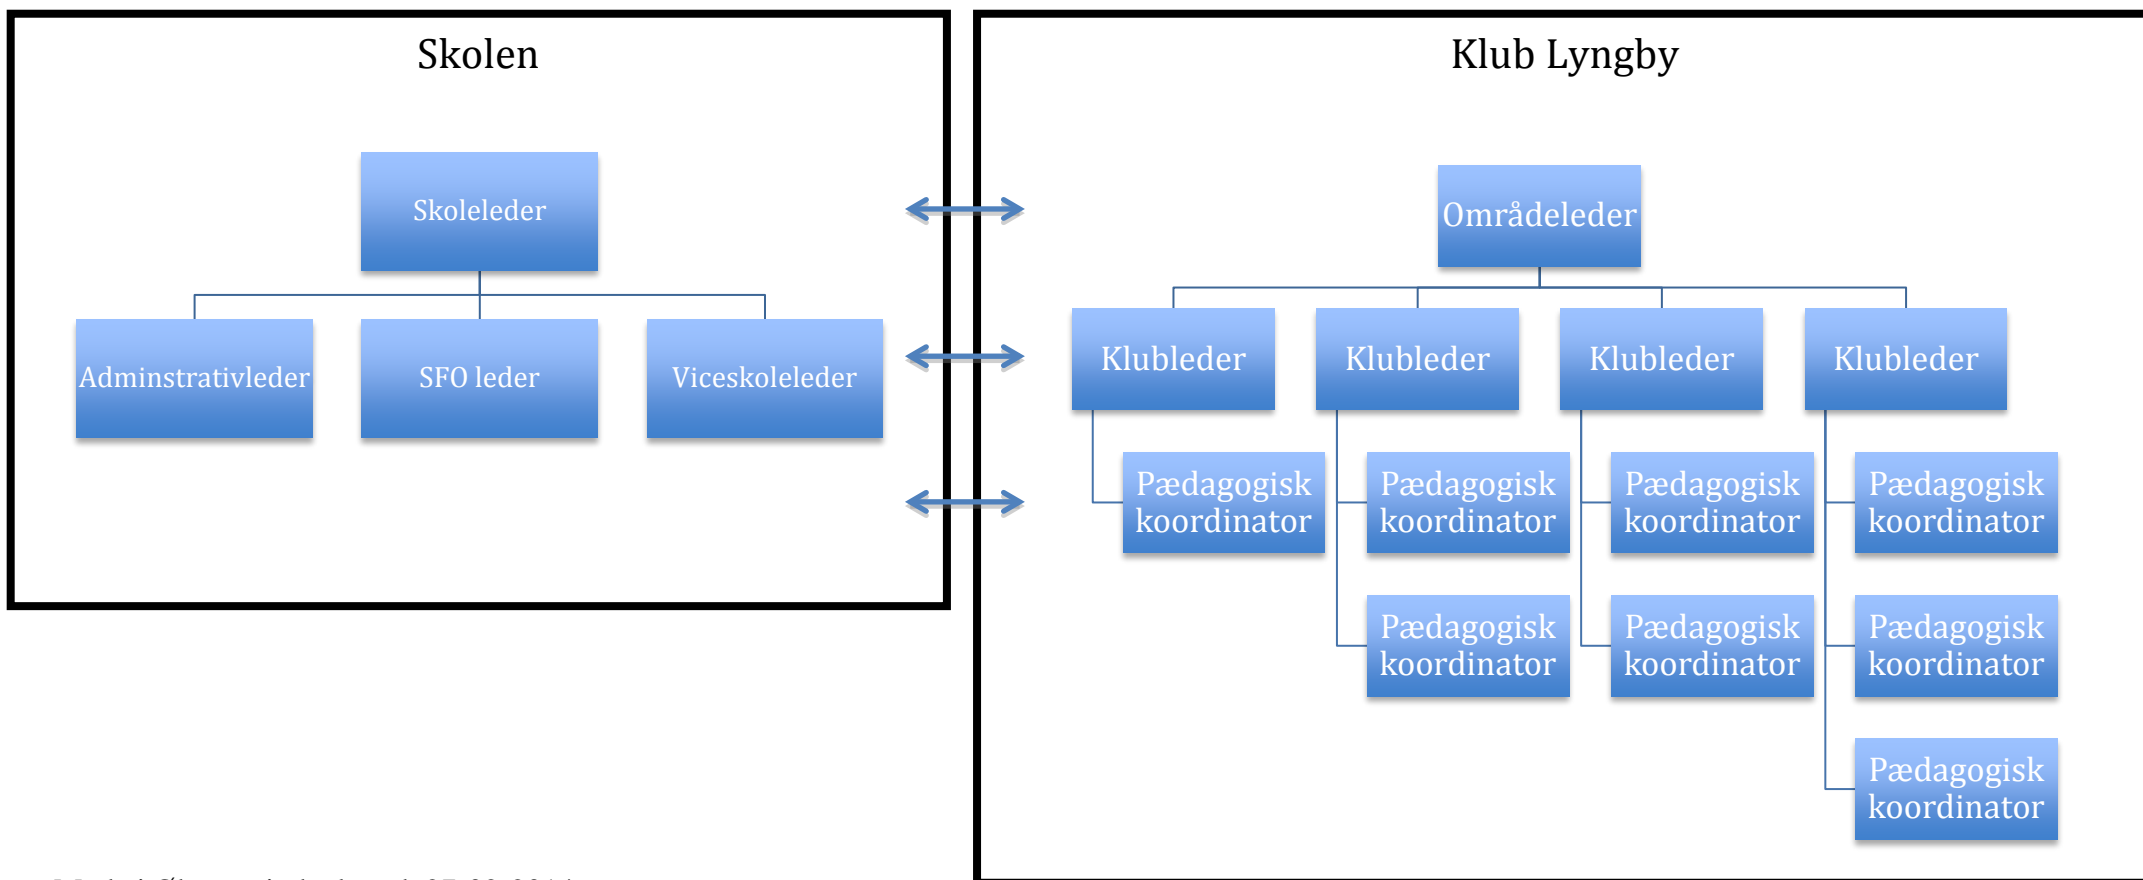 Skolen
Skoleleder
Adminstrativleder
SFO leder
Viceskoleleder
Klub Lyngby
Områdeleder
Klubleder
Klubleder
Klubleder
Klubleder
Pædagogisk
koordinator
Pædagogisk
koordinator
Pædagogisk
koordinator
Pædagogisk
koordinator
Pædagogisk
koordinator
Pædagogisk
koordinator
Pædagogisk
koordinator
Pædagogisk
koordinator